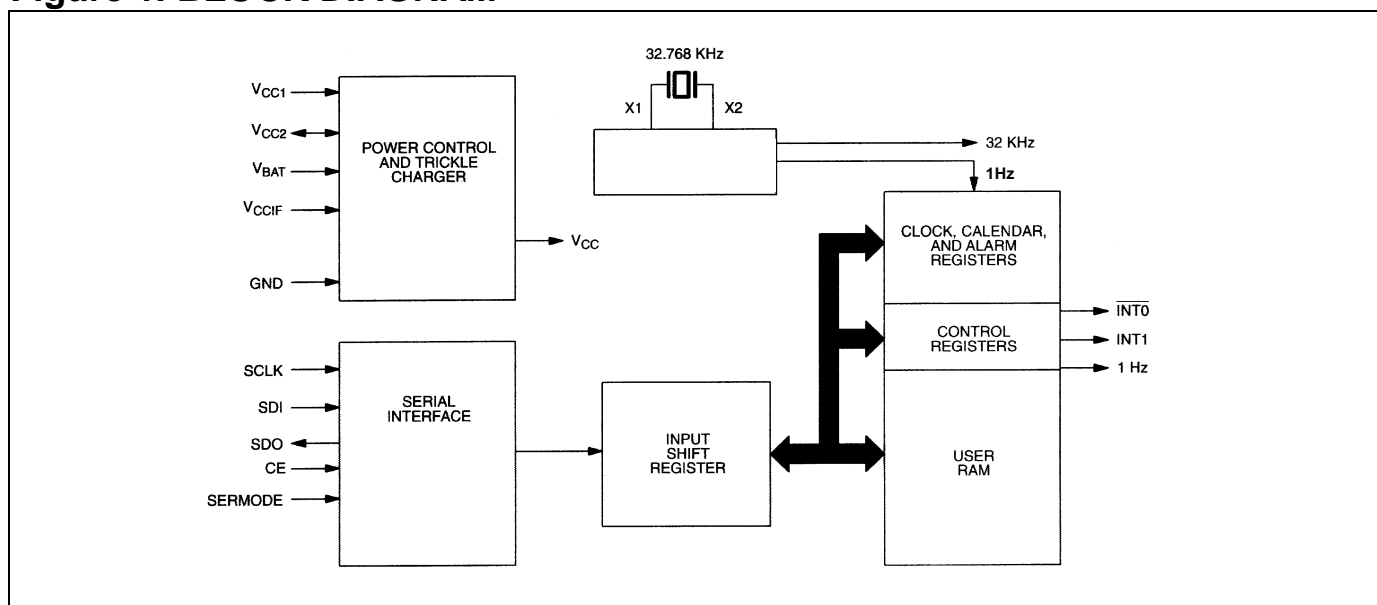 Figure 1. BLOCK DIAGRAM
32.768 KHz
X1
X2
VCC1
VCC2
VBAT
VCCIF
GND
POWER CONTROL
AND TRICKLE
CHARGER
VCC
32 KHz
1Hz
CLOCK, CALENDAR,
AND ALARM
REGISTERS
CONTROL
REGISTERS
USER
RAM
INT0
INT1
1 Hz
SCLK
SDI
SDO
CE
SERMODE
SERIAL
INTERFACE
INPUT
SHIFT
REGISTER